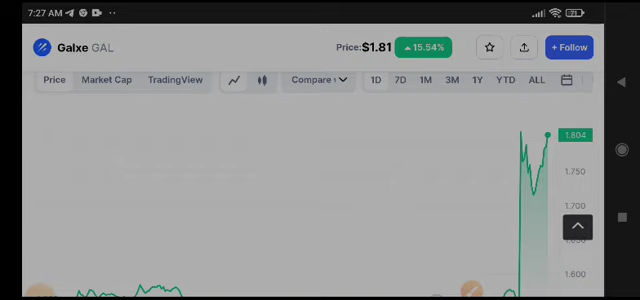 7:27 AM
71
Galxe GAL
Price:$1.81 15.54%
+ Follow
Price Market Cap TradingView
Compare
1D 7D 1M 3M 1Y YTD ALL
1.804
1.750
1.700
1.600